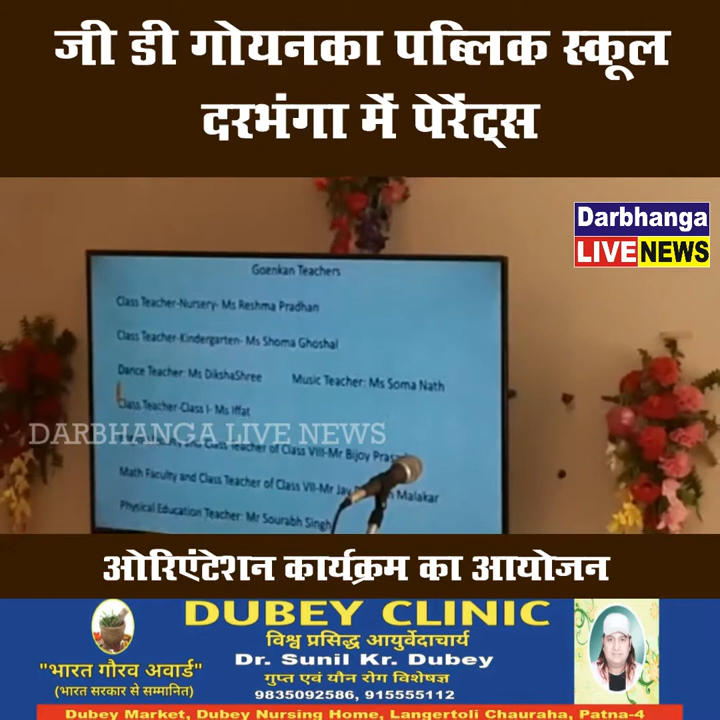 जी डी गोयनका पब्लिक स्कूल
दरभंगा में पेरेंट्स
Darbhanga
LIVE NEWS
Goenkan Teachers
Class Teacher-Nursery- Ms Reshma Pradhan
Class Teacher-Kindergarten- Ms Shoma Ghoshal
Dance Teacher: Ms DikshaShree Music Teacher: Ms Soma Nath
Class Teacher-Class I- Ms Iffat
DARBHANGA LIVE NEWS
and Class Teacher of Class VIII-Mr Bijoy
Math Faculty and Class Teacher of Class VII-Mr Malakar
Physical Education Teacher: Mr Sourabh Singh
ओरिएंटेशन कार्यक्रम का आयोजन
DUBEY CLINIC
विश्व प्रसिद्ध आयुर्वेदाचार्य
Dr. Sunil Kr. Dubey
गुप्त एवं यौन रोग विशेषज्ञ
9835092586, 915555112
"भारत गौरव अवार्ड"
(भारत सरकार से सम्मानित)
Dubey Market, Dubey Nursing Home, Langertoli Chauraha, Patna-4